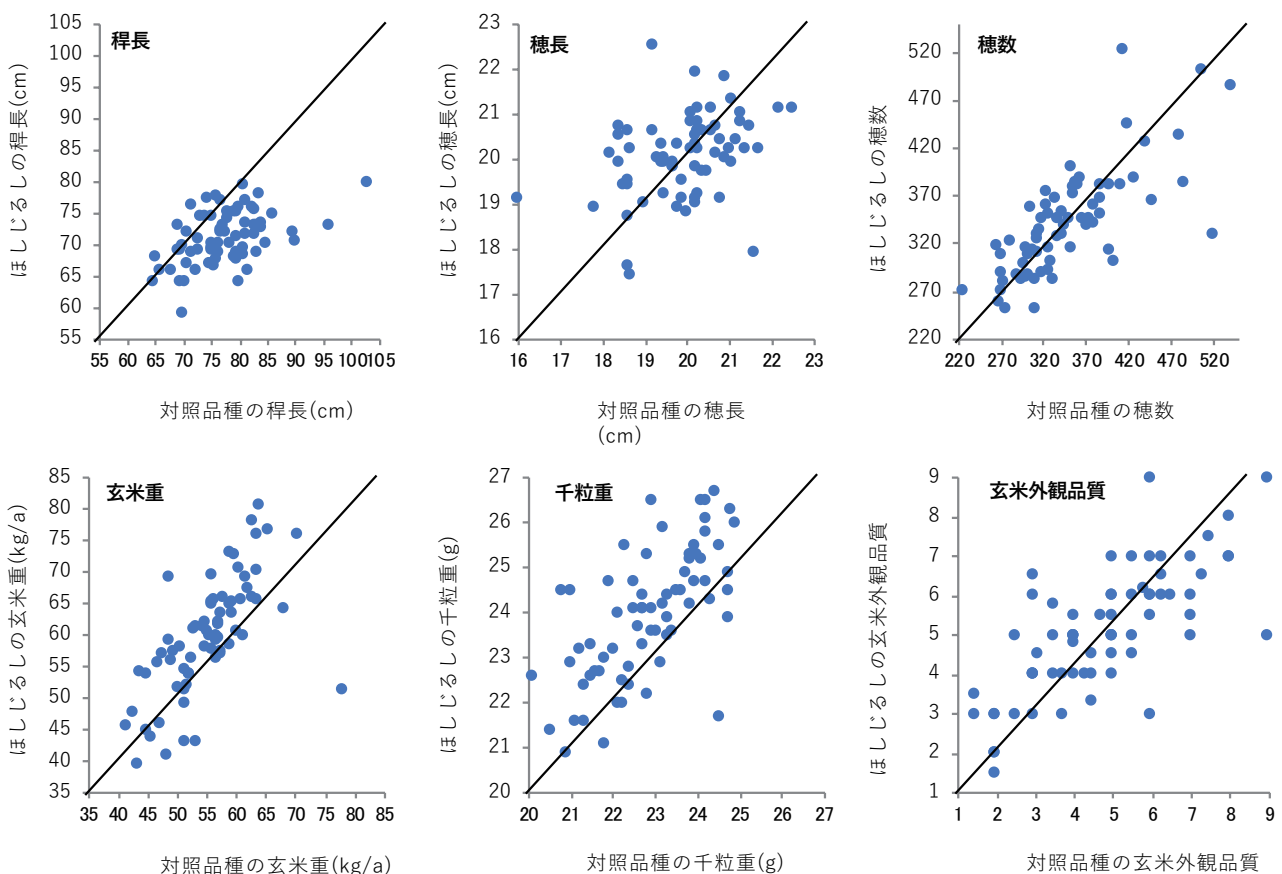 稈長
ほしじるしの稈長(cm)
105
100
95
90
85
80
75
70
65
60
55
55 60 65 70 75 80 85 90 95 100 105
対照品種の稈長(cm)
穂長
ほしじるしの穂長(cm)
23
22
21
20
19
18
17
16
16 17 18 19 20 21 22 23
対照品種の穂長
(cm)
穂数
ほしじるしの穂数
520
470
420
370
320
270
220
220 270 320 370 420 470 520
対照品種の穂数
玄米重
ほしじるしの玄米重(kg/a)
85
80
75
70
65
60
55
50
45
40
35
35 40 45 50 55 60 65 70 75 80 85
対照品種の玄米重(kg/a)
千粒重
ほしじるしの千粒重(g)
27
26
25
24
23
22
21
20
20 21 22 23 24 25 26 27
対照品種の千粒重(g)
玄米外観品質
ほしじるしの玄米外観品質
9
8
7
6
5
4
3
2
1
1 2 3 4 5 6 7 8 9
対照品種の玄米外観品質